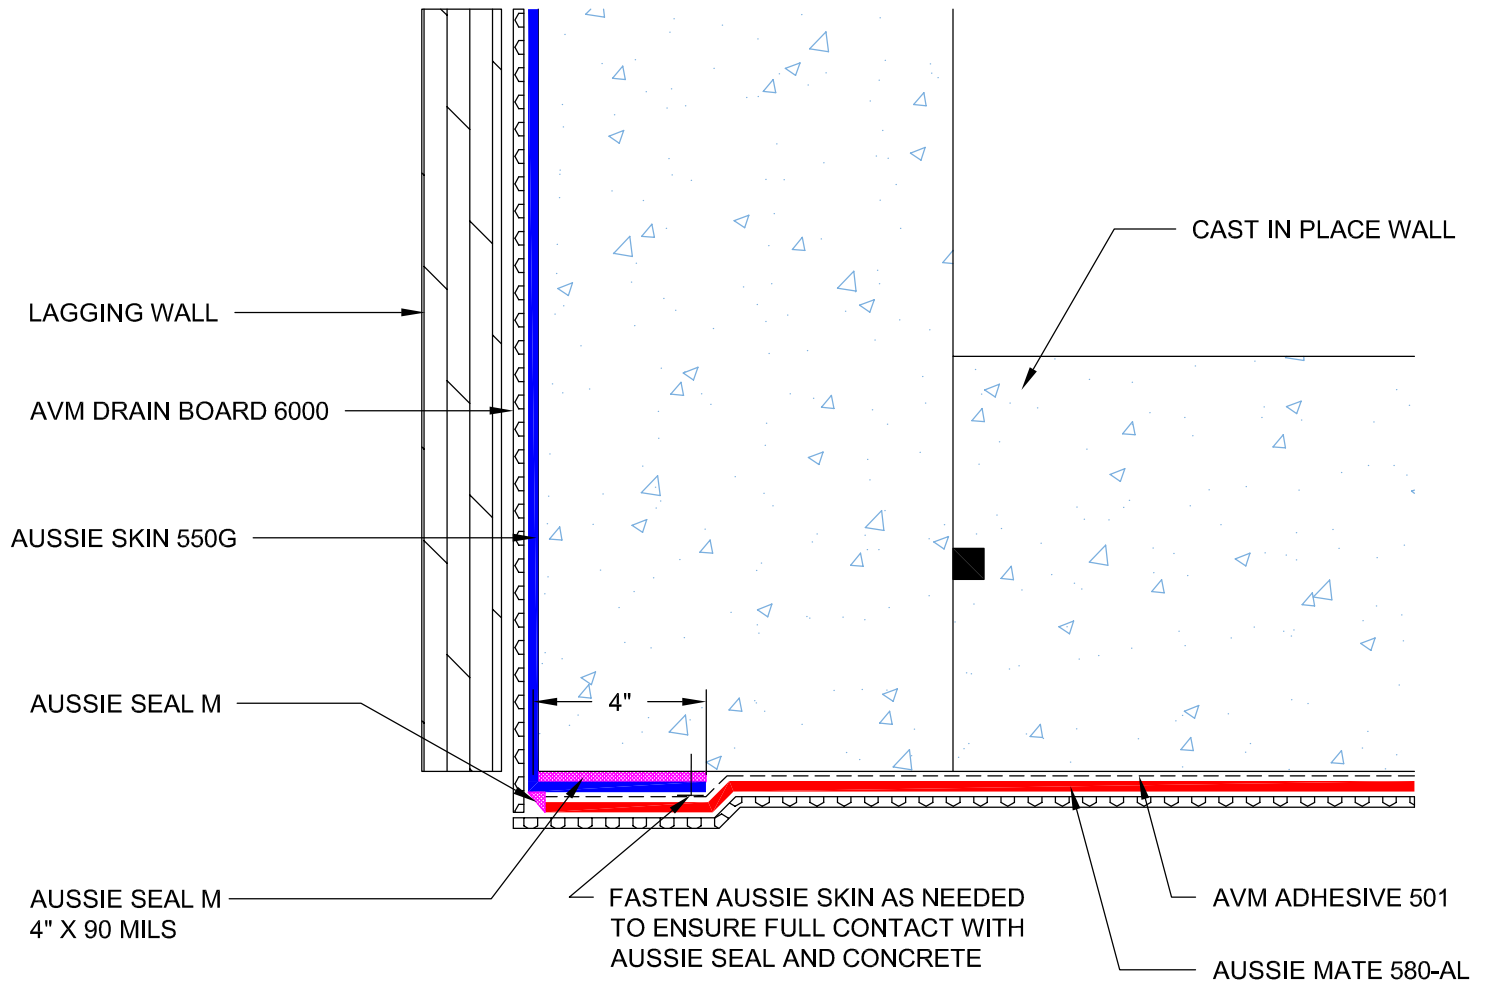 CAST IN PLACE WALL
LAGGING WALL
AVM DRAIN BOARD 6000
AUSSIE SKIN 550G
AUSSIE SEAL M
4"
AUSSIE SEAL M
4" X 90 MILS
FASTEN AUSSIE SKIN AS NEEDED
TO ENSURE FULL CONTACT WITH
AUSSIE SEAL AND CONCRETE
AVM ADHESIVE 501
AUSSIE MATE 580-AL